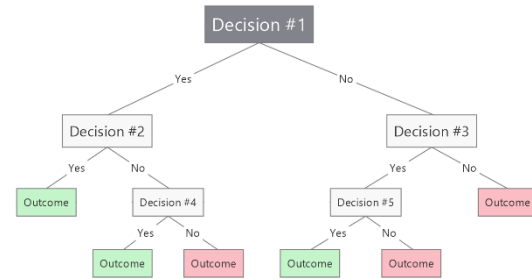 Decision #1
Yes
No
Decision #2
Decision #3
Yes
No
Yes
No
Outcome
Decision #4
Decision #5
Outcome
Yes
No
Yes
No
Outcome
Outcome
Outcome
Outcome